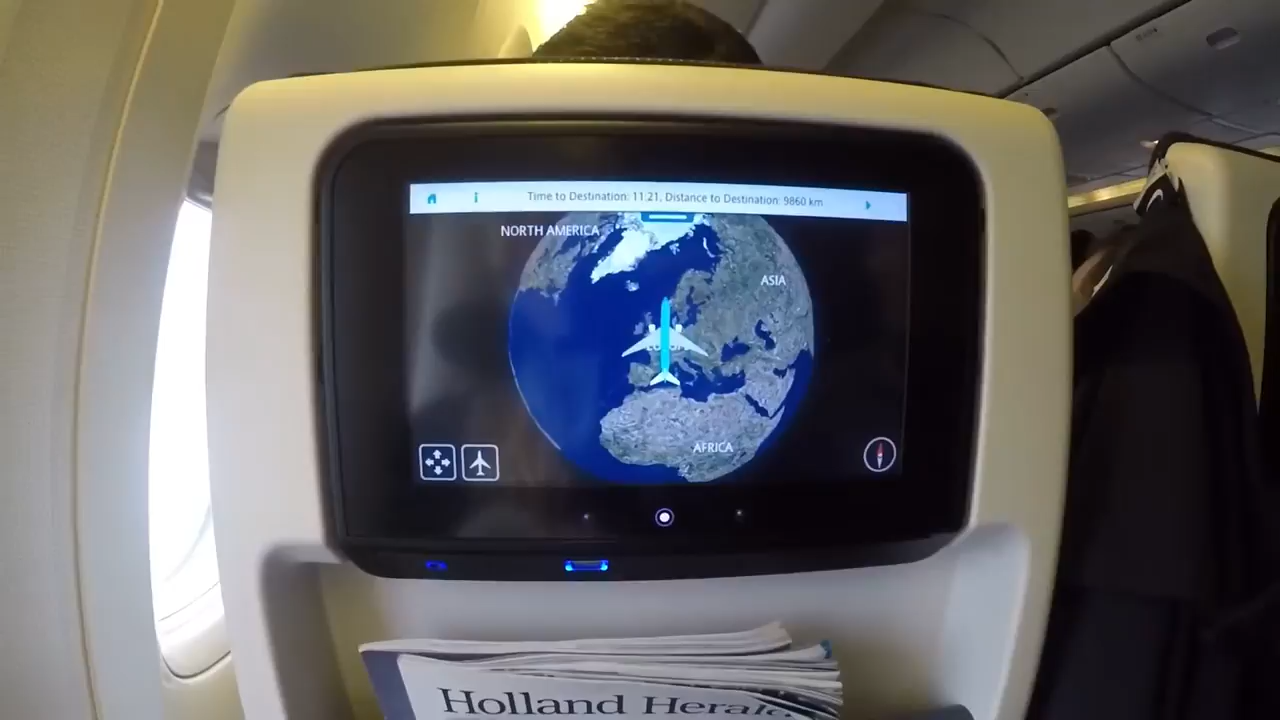 Time to Destination: 11:21, Distance to Destination: 9860 km
NORTH AMERICA
ASIA
AFRICA
Holland Herald